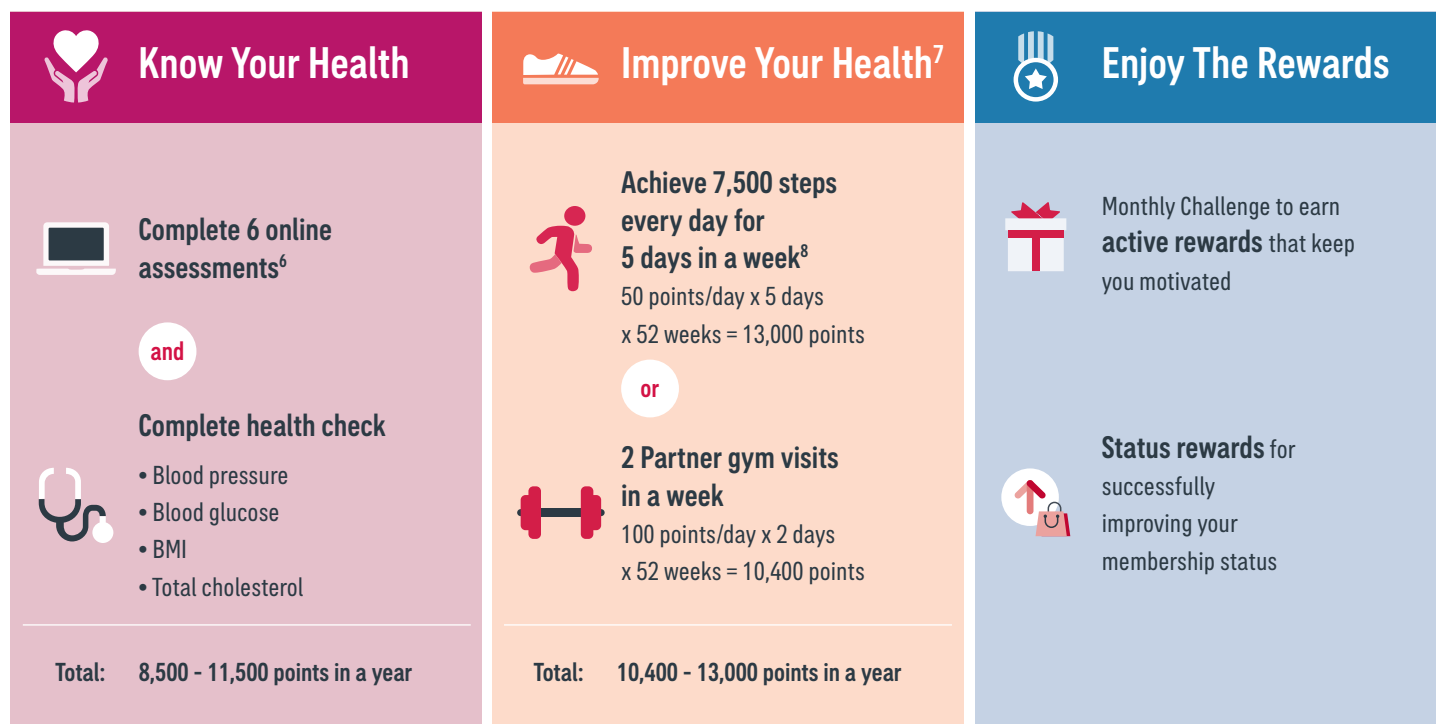 Know Your Health
Complete 6 online
assessments⁶
and
Complete health check
• Blood pressure
• Blood glucose
• BMI
• Total cholesterol
Total: 8,500 - 11,500 points in a year
Improve Your Health⁷
Achieve 7,500 steps
every day for
5 days in a week⁸
50 points/day x 5 days
x 52 weeks = 13,000 points
or
2 Partner gym visits
in a week
100 points/day x 2 days
x 52 weeks = 10,400 points
Total: 10,400 - 13,000 points in a year
Enjoy The Rewards
Monthly Challenge to earn
active rewards that keep
you motivated
Status rewards for
successfully
improving your
membership status